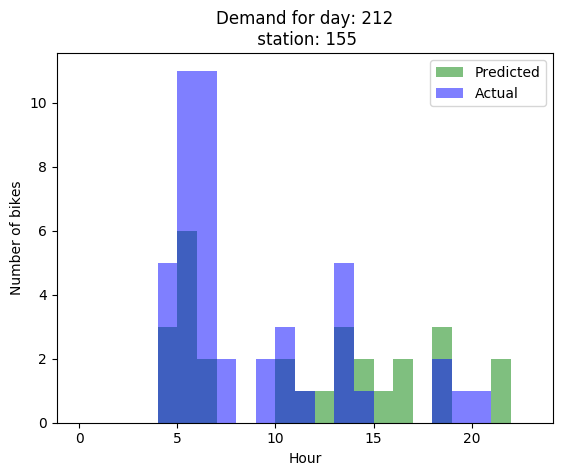 Demand for day: 212
station: 155
Predicted
Actual
Number of bikes
10
8
6
4
2
0
0 5 10 15 20
Hour